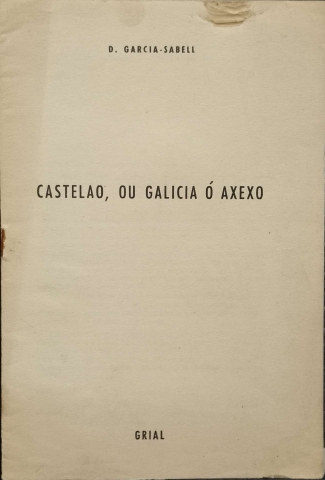 D. GARCIA-SABELL
CASTELAO, OU GALICIA Ó AXEXO
GRIAL